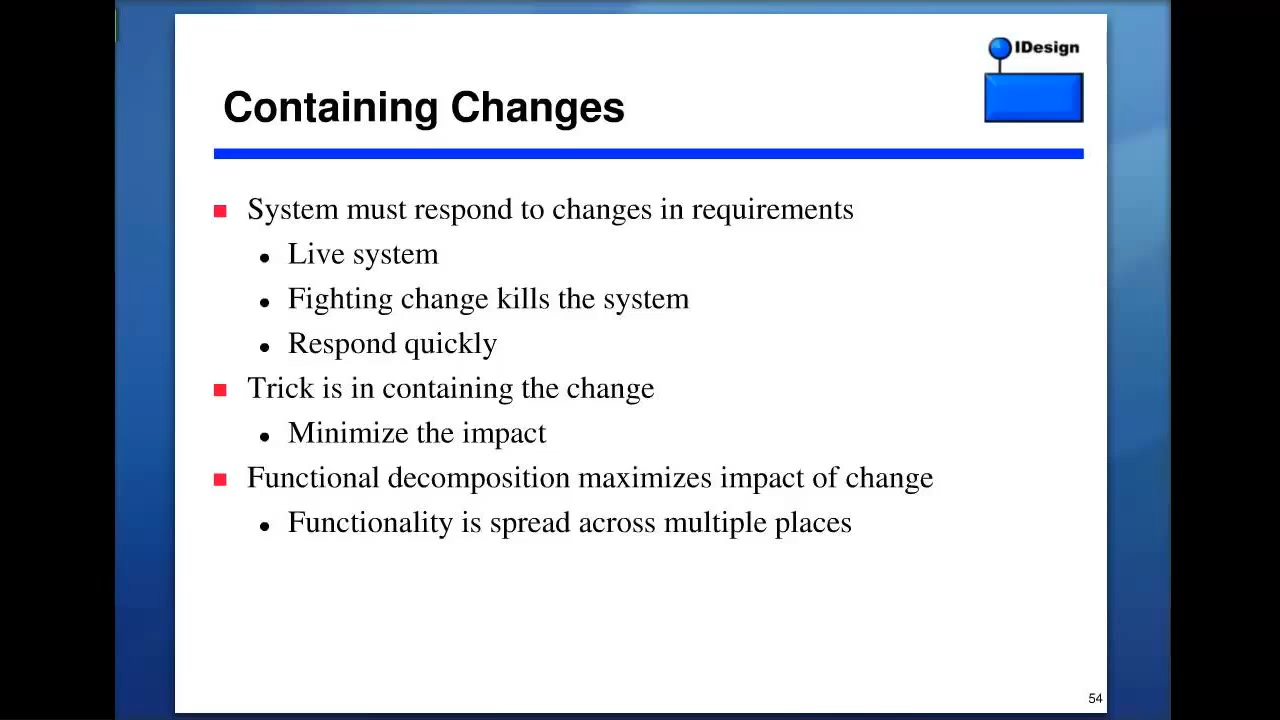 IDesign
Containing Changes
System must respond to changes in requirements
Live system
Fighting change kills the system
Respond quickly
Trick is in containing the change
Minimize the impact
Functional decomposition maximizes impact of change
Functionality is spread across multiple places
54